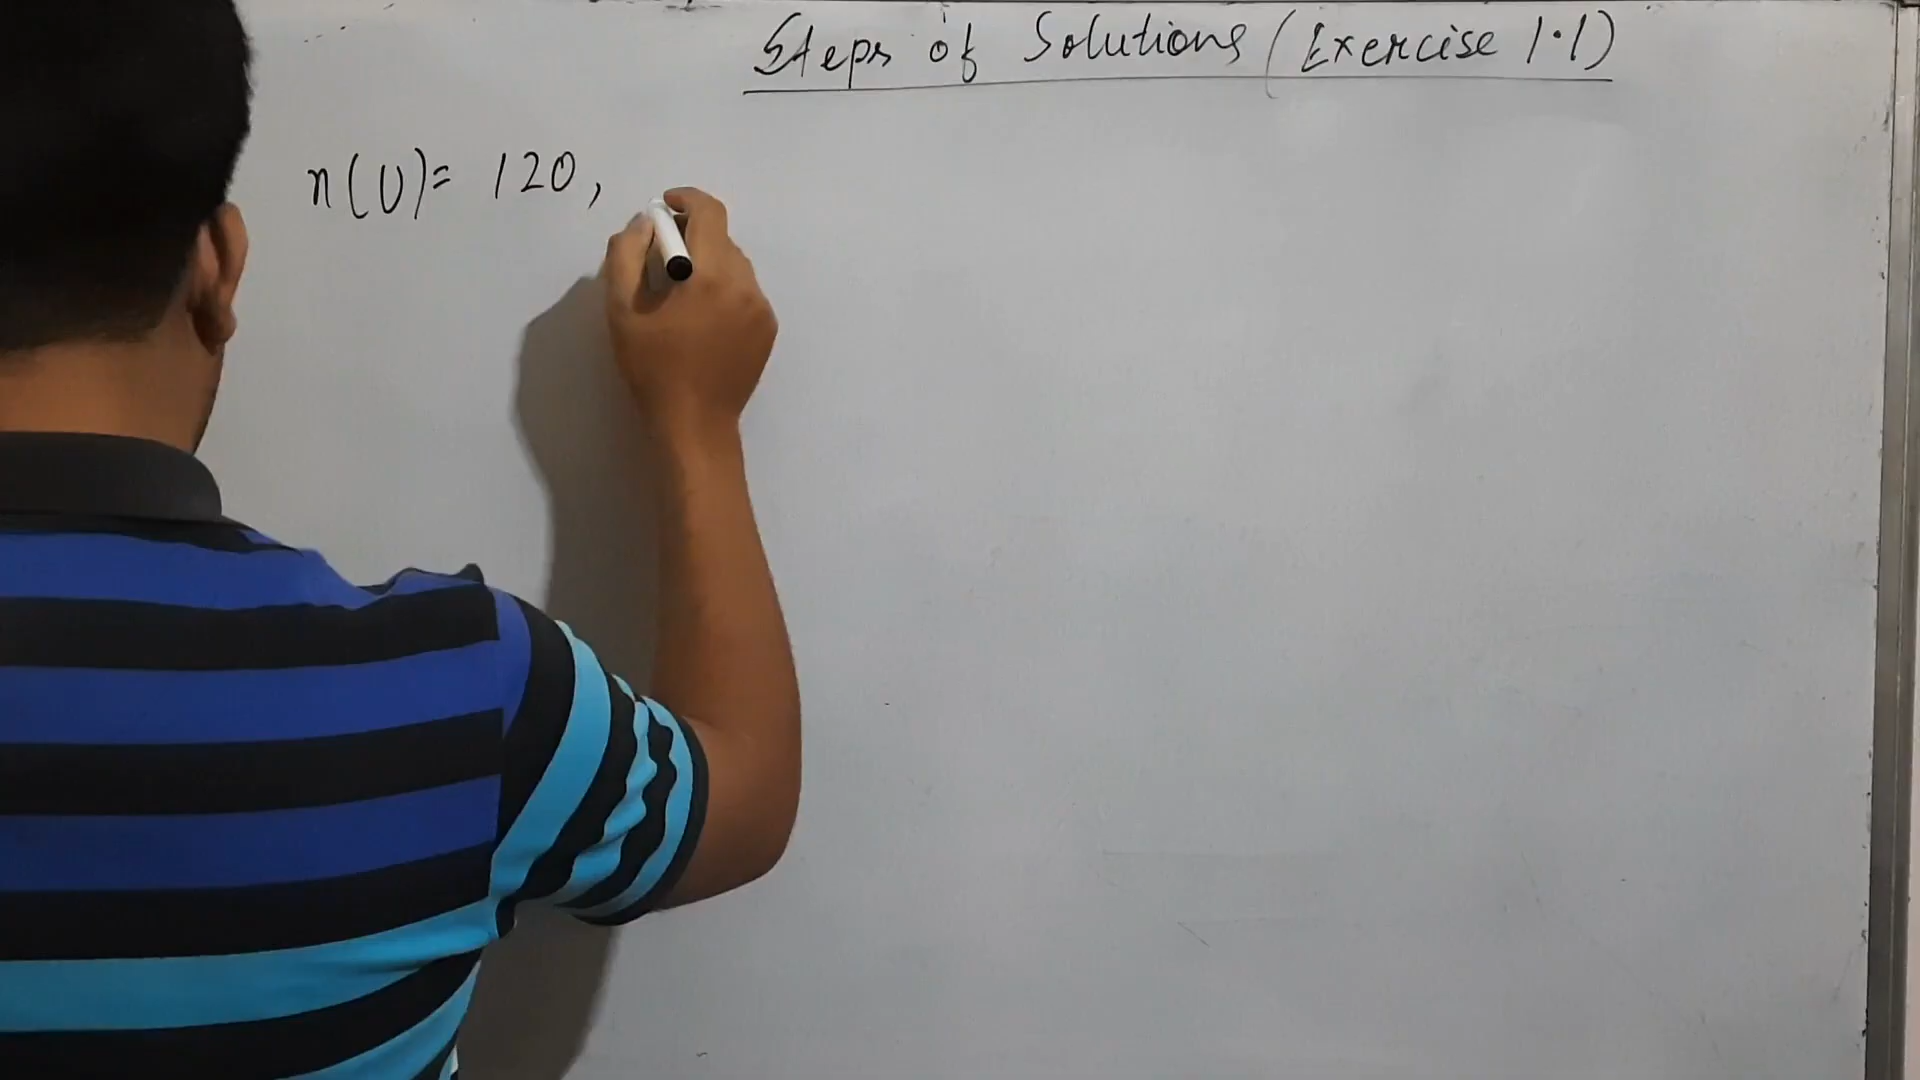 Steps of Solutions (Exercise 1.1)
n(U)= 120,